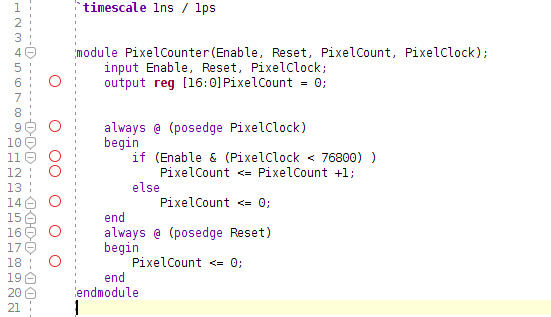 1 `timescale 1ns / 1ps
2
3
4 module PixelCounter(Enable, Reset, PixelCount, PixelClock);
5 input Enable, Reset, PixelClock;
6 output reg [16:0]PixelCount = 0;
7
8
9 always @ (posedge PixelClock)
10 begin
11 if (Enable & (PixelClock < 76800) )
12 PixelCount <= PixelCount +1;
13 else
14 PixelCount <= 0;
15 end
16 always @ (posedge Reset)
17 begin
18 PixelCount <= 0;
19 end
20 endmodule
21